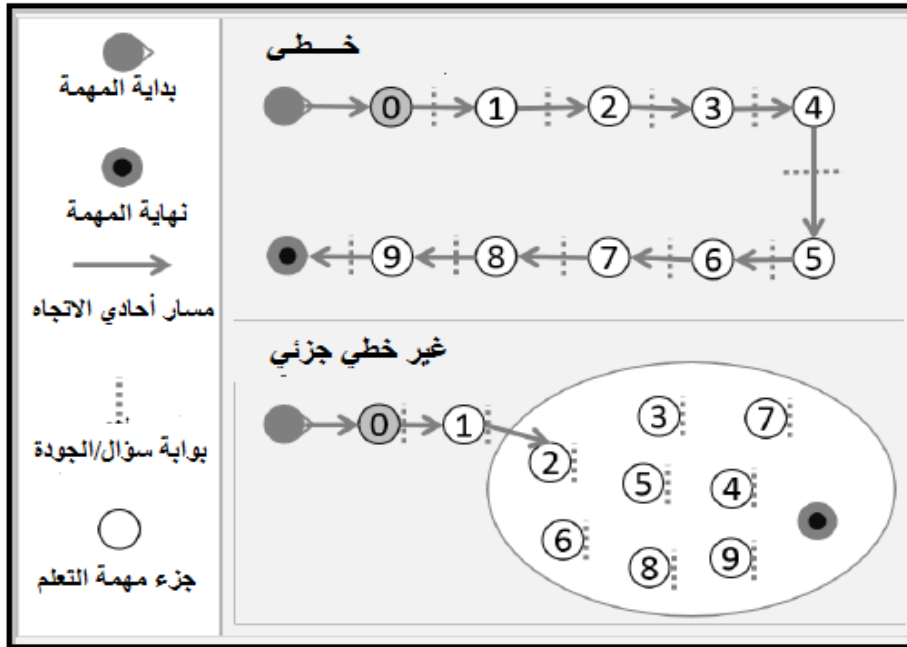 بداية المهمة
نهاية المهمة
مسار أحادي الاتجاه
بوابة سؤال/الجودة
جزء مهمة التعلم
خــــطى
0 1 2 3 4
9 8 7 6 5
غير خطي جزئي
0 1 2 3 7
5 4
6 8 9